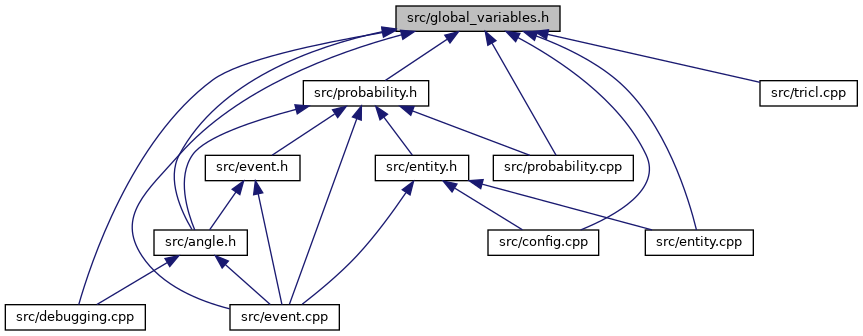 src/global_variables.h
src/probability.h
src/tricl.cpp
src/event.h
src/entity.h
src/probability.cpp
src/angle.h
src/config.cpp
src/entity.cpp
src/debugging.cpp
src/event.cpp